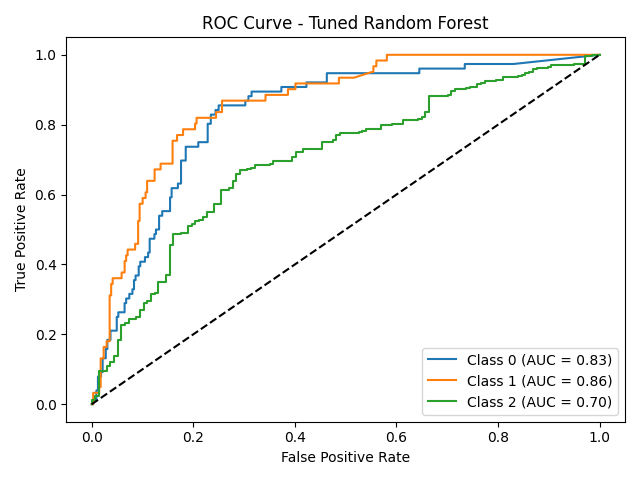 ROC Curve - Tuned Random Forest
True Positive Rate
1.0
0.8
0.6
0.4
0.2
0.0
0.0 0.2 0.4 0.6 0.8 1.0
False Positive Rate
Class 0 (AUC = 0.83)
Class 1 (AUC = 0.86)
Class 2 (AUC = 0.70)